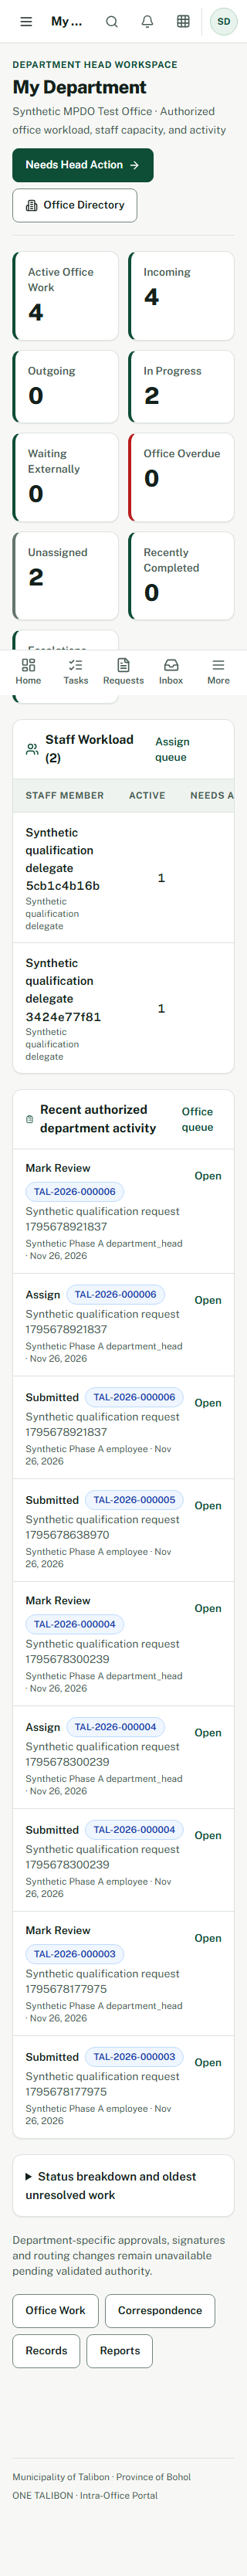 My ...
SD
DEPARTMENT HEAD WORKSPACE
My Department
Synthetic MPDO Test Office · Authorized
office workload, staff capacity, and activity
Needs Head Action →
Office Directory
Active Office
Work
4
Incoming
4
Outgoing
0
In Progress
2
Waiting
Externally
0
Office Overdue
0
Unassigned
2
Recently
Completed
0
Home
Tasks
Requests
Inbox
More
Staff Workload
(2)
Assign
queue
STAFF MEMBER
ACTIVE
NEEDS A
Synthetic
qualification
delegate
5cb1c4b16b
Synthetic
qualification
delegate
1
Synthetic
qualification
delegate
3424e77f81
Synthetic
qualification
delegate
1
Recent authorized
department activity
Office
queue
Mark Review
TAL-2026-000006
Synthetic qualification request
1795678921837
Synthetic Phase A department_head
· Nov 26, 2026
Open
Assign TAL-2026-000006
Synthetic qualification request
1795678921837
Synthetic Phase A department_head
· Nov 26, 2026
Open
Submitted TAL-2026-000006
Synthetic qualification request
1795678921837
Synthetic Phase A employee · Nov
26, 2026
Open
Submitted TAL-2026-000005
Synthetic qualification request
1795678638970
Synthetic Phase A employee · Nov
26, 2026
Open
Mark Review
TAL-2026-000004
Synthetic qualification request
1795678300239
Synthetic Phase A department_head
· Nov 26, 2026
Open
Assign TAL-2026-000004
Synthetic qualification request
1795678300239
Synthetic Phase A department_head
· Nov 26, 2026
Open
Submitted TAL-2026-000004
Synthetic qualification request
1795678300239
Synthetic Phase A employee · Nov
26, 2026
Open
Mark Review
TAL-2026-000003
Synthetic qualification request
1795678177975
Synthetic Phase A department_head
· Nov 26, 2026
Open
Submitted TAL-2026-000003
Synthetic qualification request
1795678177975
Synthetic Phase A employee · Nov
26, 2026
Open
Status breakdown and oldest
unresolved work
Department-specific approvals, signatures
and routing changes remain unavailable
pending validated authority.
Office Work
Correspondence
Records
Reports
Municipality of Talibon · Province of Bohol
ONE TALIBON · Intra-Office Portal